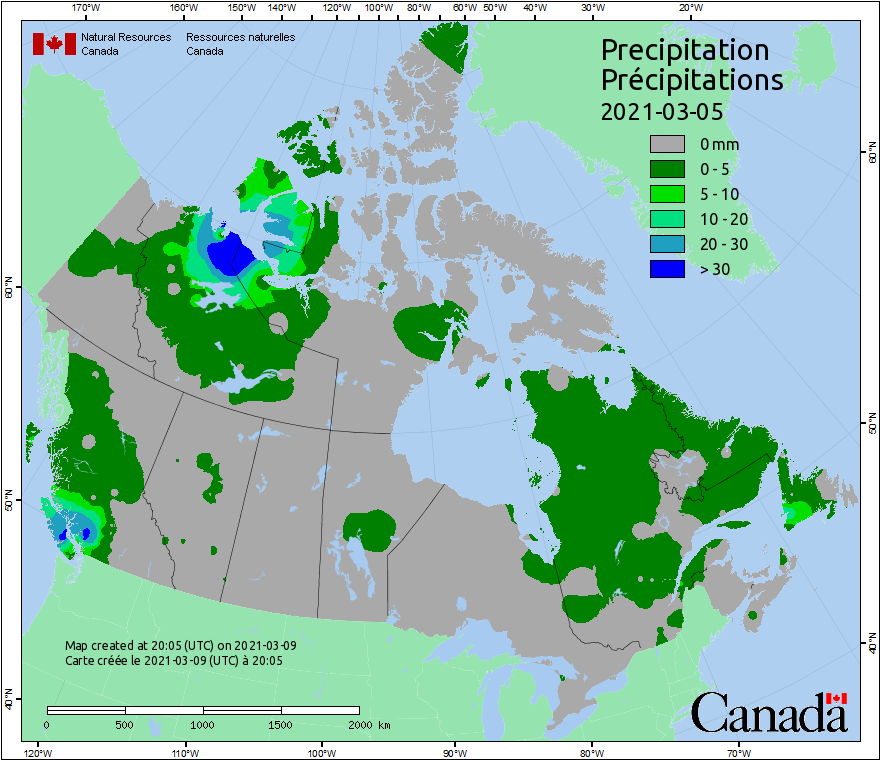 170°W 160°W 150°W 140°W 120°W 100°W 80°W 60°W 50°W 40°W 30°W 20°W
Natural Resources Ressources naturelles
Canada Canada
Precipitation
Précipitations
2021-03-05
0 mm
0 - 5
5 - 10
10 - 20
20 - 30
> 30
60°N
60°N
50°N
50°N
40°N
40°N
Map created at 20:05 (UTC) on 2021-03-09
Carte créée le 2021-03-09 (UTC) à 20:05
0 500 1000 1500 2000 km
Canada
120°W 110°W 100°W 90°W 80°W 70°W